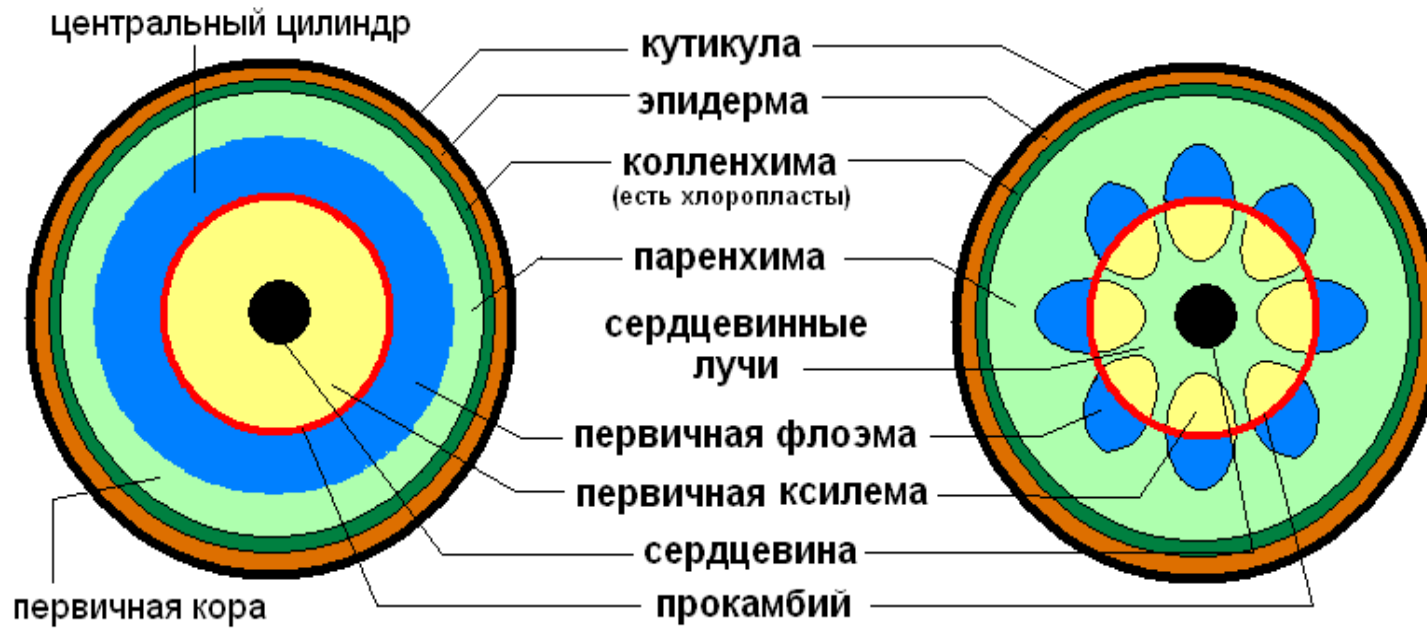 центральный цилиндр
кутикула
эпидерма
колленхима
(есть хлоропласты)
паренхима
сердцевинные
лучи
первичная флоэма
первичная ксилема
сердцевина
первичная кора
прокамбий